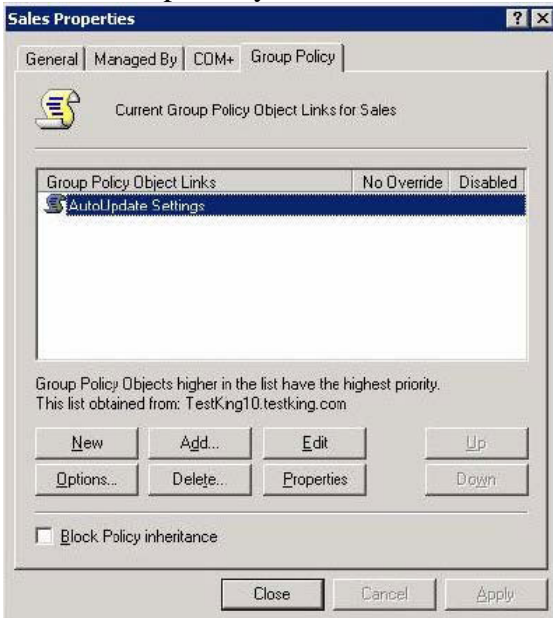 Sales Properties
General Managed By COM+ Group Policy
Current Group Policy Object Links for Sales
Group Policy Object Links No Override Disabled
AutoUpdate Settings
Group Policy Objects higher in the list have the highest priority.
This list obtained from: TestKing10.testking.com
New Add... Edit Up
Options... Delete... Properties Down
Block Policy inheritance
Close Cancel Apply